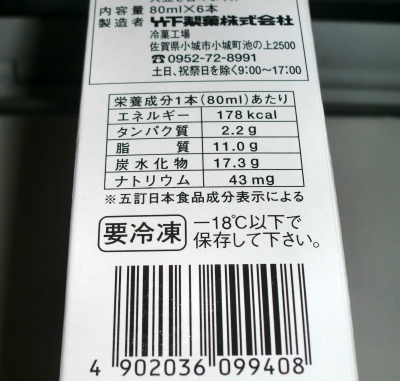 内容量 80ml×6本
製造者 竹下製菓株式会社
冷菓工場
佐賀県小城市小城町池の上2500
☎0952-72-8991
土日、祝祭日を除く9:00〜17:00
栄養成分1本(80ml)あたり
エネルギー 178 kcal
タンパク質 2.2 g
脂質 11.0 g
炭水化物 17.3 g
ナトリウム 43 mg
※五訂日本食品成分表示による
要冷凍 −18℃以下で
保存して下さい。
4 902036 099408